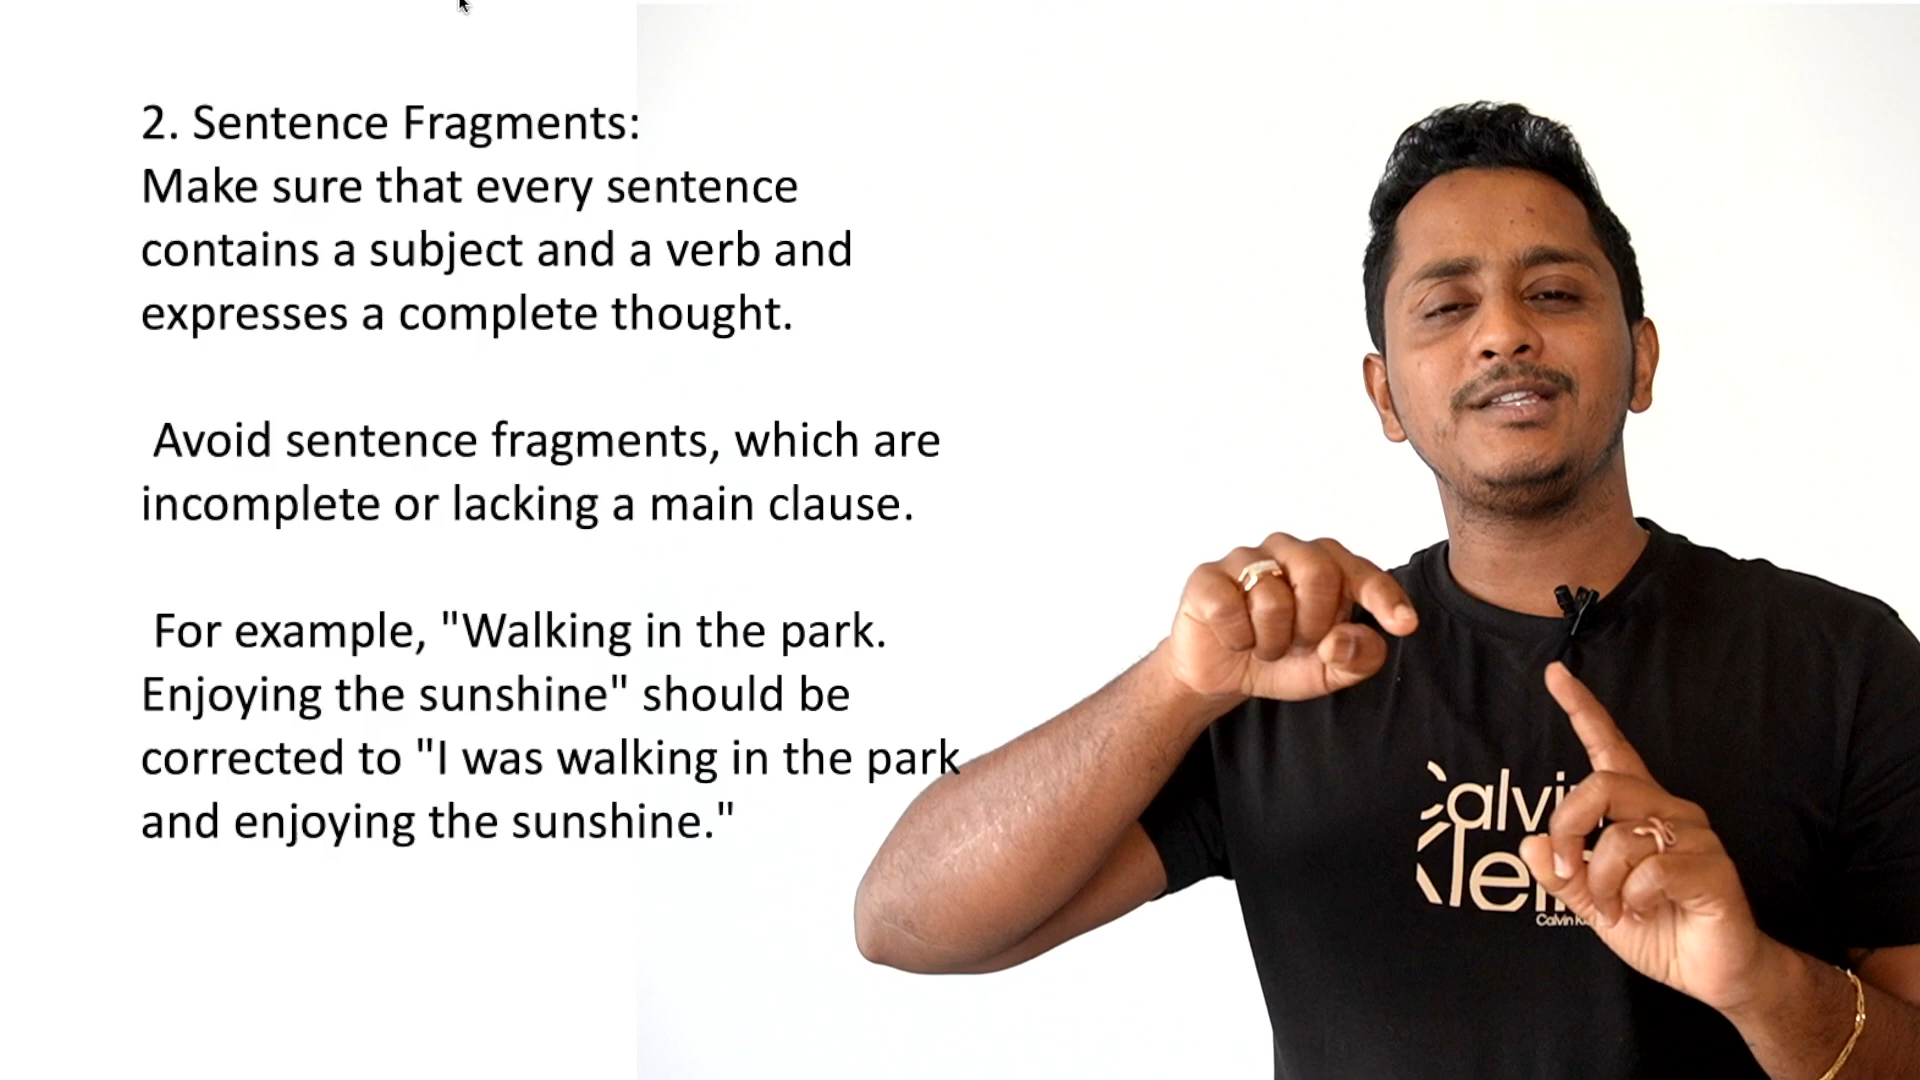 2. Sentence Fragments:
Make sure that every sentence
contains a subject and a verb and
expresses a complete thought.
Avoid sentence fragments, which are
incomplete or lacking a main clause.
For example, "Walking in the park.
Enjoying the sunshine" should be
corrected to "I was walking in the park
and enjoying the sunshine."
Calvin